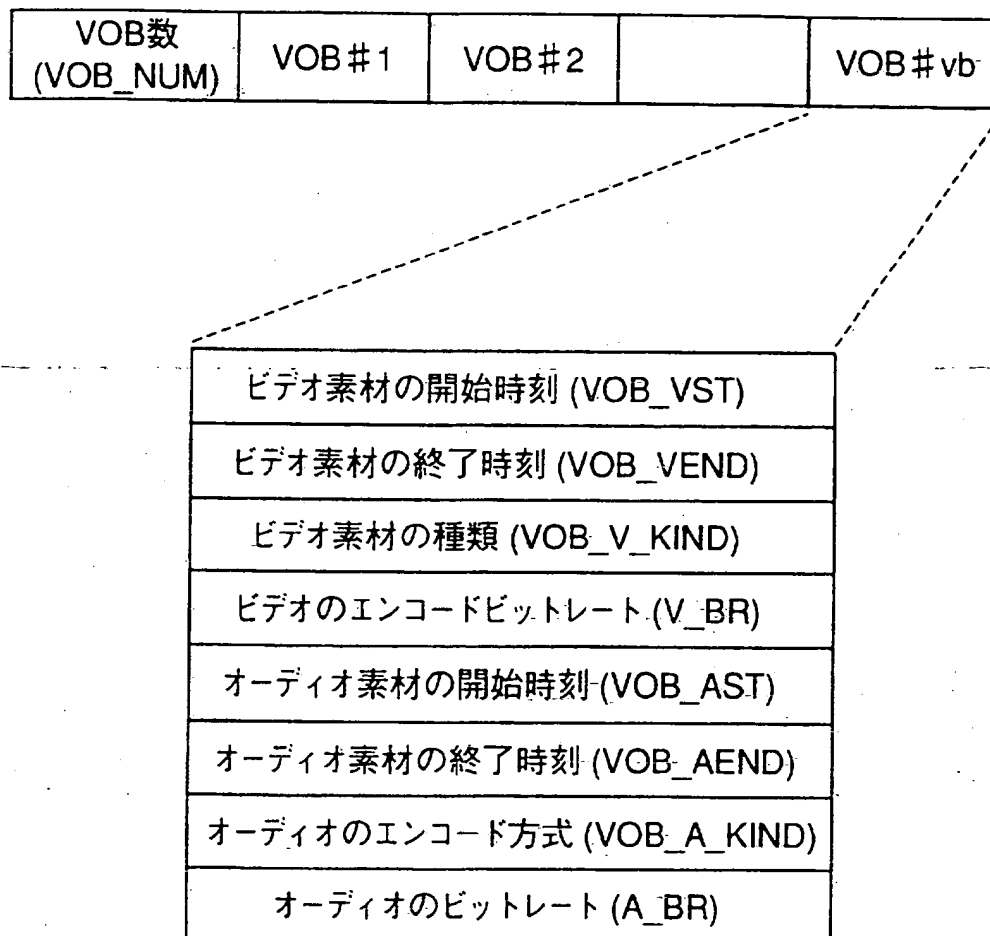 VOB数
(VOB_NUM)
VOB#1
VOB#2
VOB#vb
ビデオ素材の開始時刻 (VOB_VST)
ビデオ素材の終了時刻 (VOB_VEND)
ビデオ素材の種類 (VOB_V_KIND)
ビデオのエンコードビットレート (V_BR)
オーディオ素材の開始時刻 (VOB_AST)
オーディオ素材の終了時刻 (VOB_AEND)
オーディオのエンコード方式 (VOB_A_KIND)
オーディオのビットレート (A_BR)